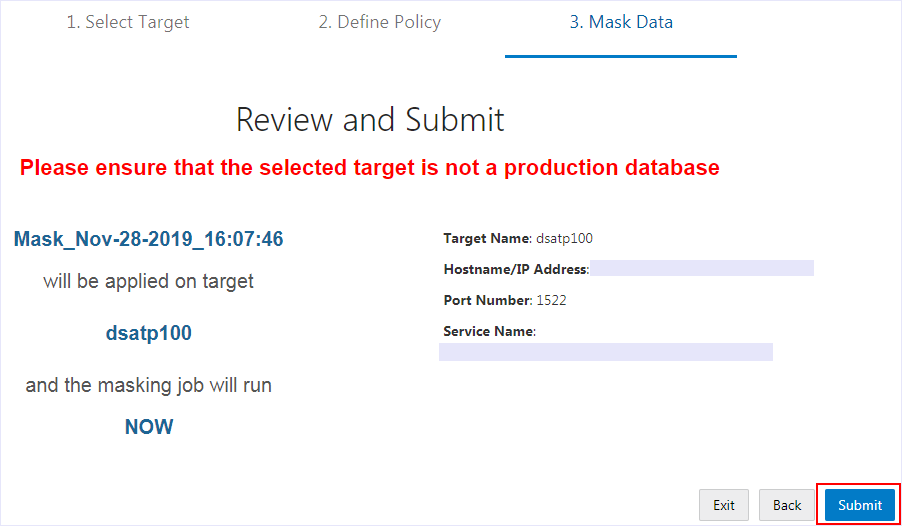 1. Select Target
2. Define Policy
3. Mask Data
Review and Submit
Please ensure that the selected target is not a production database
Mask_Nov-28-2019_16:07:46
will be applied on target
dsatp100
and the masking job will run
NOW
Target Name: dsatp100
Hostname/IP Address:
Port Number: 1522
Service Name:
Exit
Back
Submit